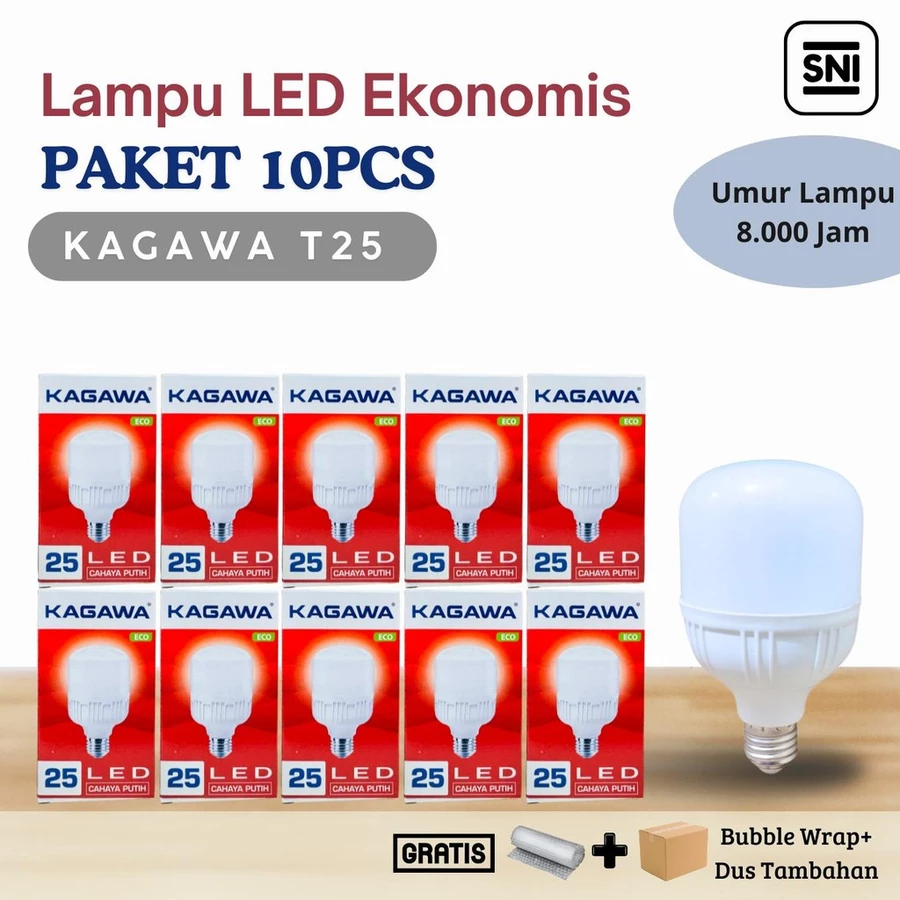 SNI
Lampu LED Ekonomis
PAKET 10PCS
KAGAWA T25
Umur Lampu
8.000 Jam
KAGAWA
ECO
25 LED
CAHAYA PUTIH
KAGAWA
ECO
25 LED
CAHAYA PUTIH
KAGAWA
ECO
25 LED
CAHAYA PUTIH
KAGAWA
ECO
25 LED
CAHAYA PUTIH
KAGAWA
ECO
25 LED
CAHAYA PUTIH
KAGAWA
ECO
25 LED
CAHAYA PUTIH
KAGAWA
ECO
25 LED
CAHAYA PUTIH
KAGAWA
ECO
25 LED
CAHAYA PUTIH
KAGAWA
ECO
25 LED
CAHAYA PUTIH
KAGAWA
ECO
25 LED
CAHAYA PUTIH
GRATIS
Bubble Wrap+
Dus Tambahan